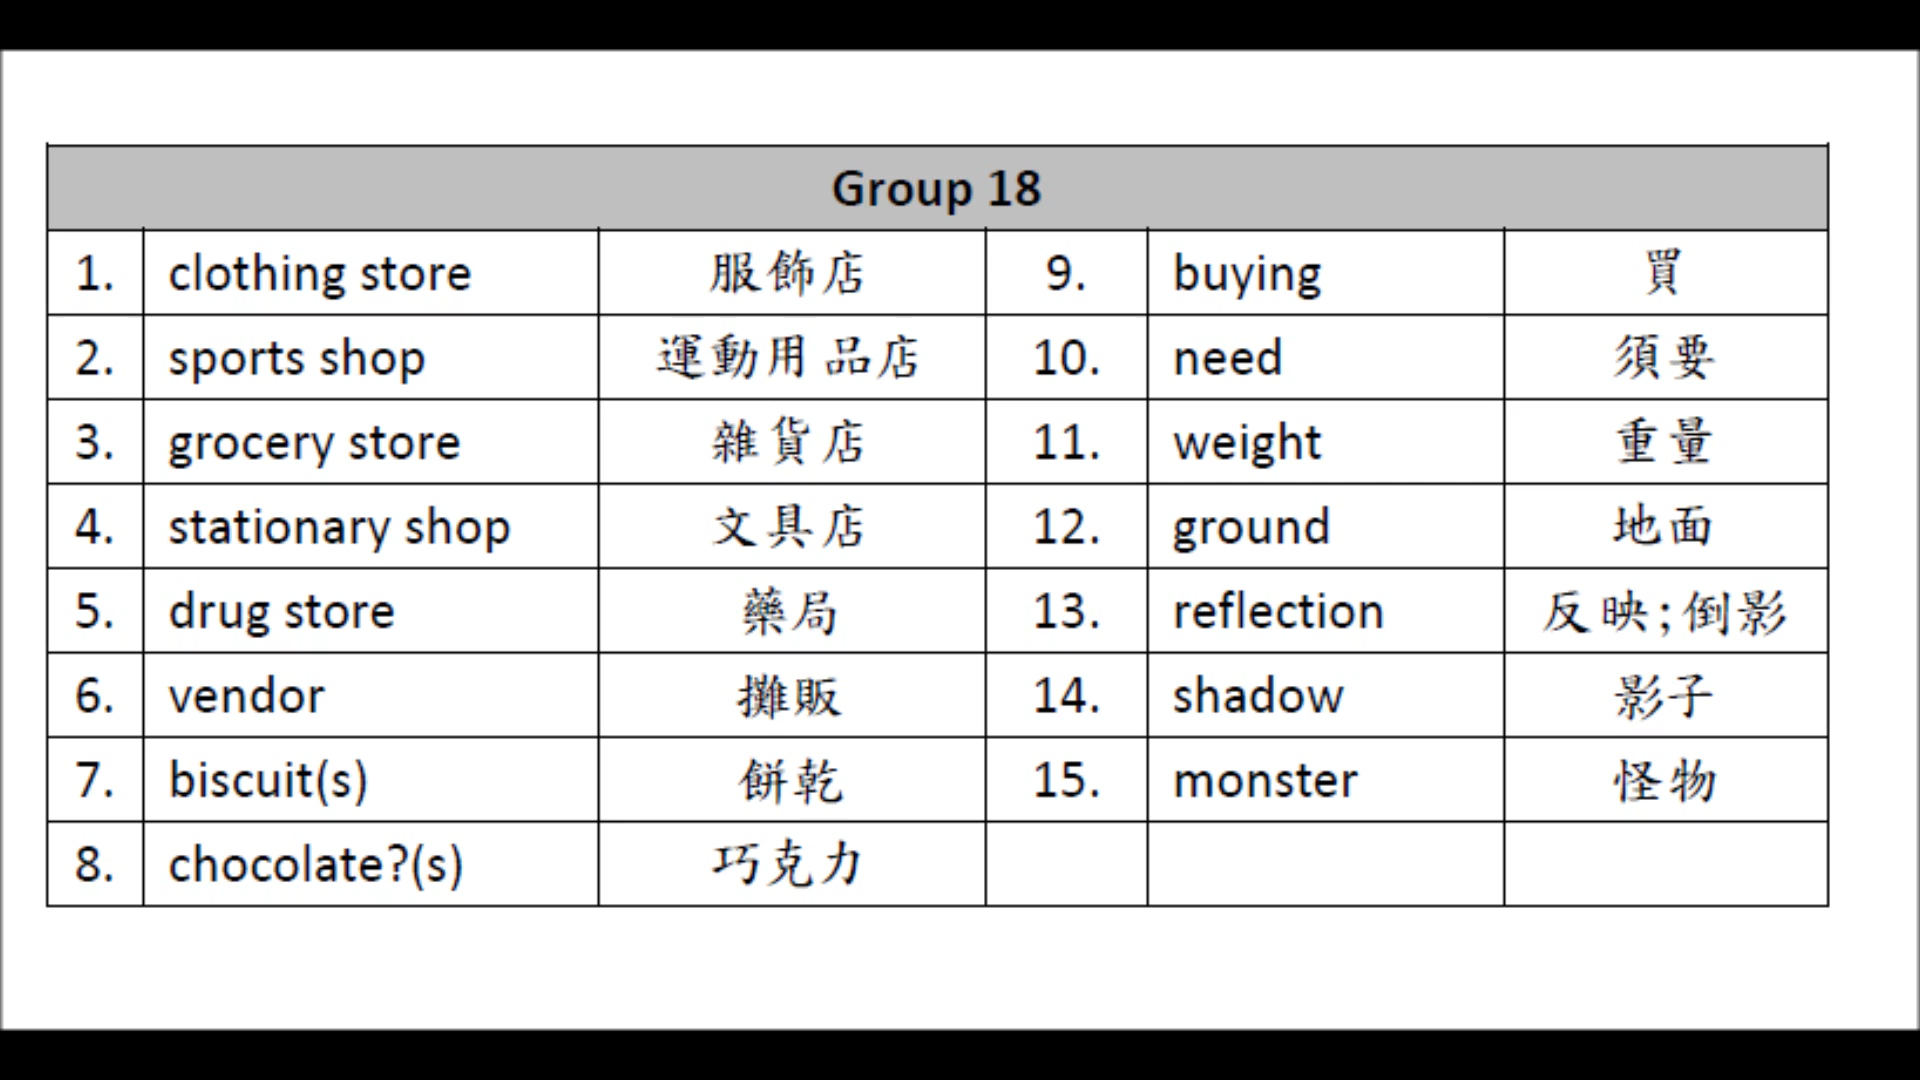 Group 18
1. clothing store 服飾店 9. buying 買
2. sports shop 運動用品店 10. need 須要
3. grocery store 雜貨店 11. weight 重量
4. stationary shop 文具店 12. ground 地面
5. drug store 藥局 13. reflection 反映;倒影
6. vendor 攤販 14. shadow 影子
7. biscuit(s) 餅乾 15. monster 怪物
8. chocolate?(s) 巧克力